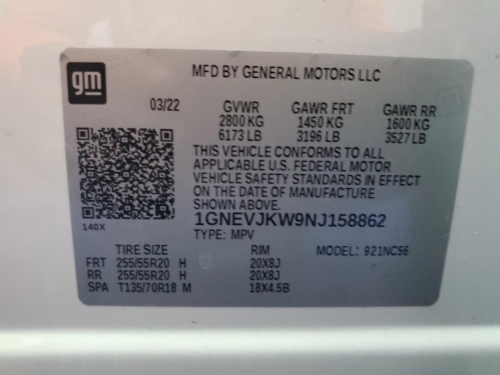 gm
MFD BY GENERAL MOTORS LLC
03/22 GVWR GAWR FRT GAWR RR
2800 KG 1450 KG 1600 KG
6173 LB 3196 LB 3527 LB
THIS VEHICLE CONFORMS TO ALL
APPLICABLE U.S. FEDERAL MOTOR
VEHICLE SAFETY STANDARDS IN EFFECT
ON THE DATE OF MANUFACTURE
SHOWN ABOVE.
1GNEVJKW9NJ158862
140X
TYPE: MPV
TIRE SIZE RIM MODEL: 921NC56
FRT 255/55R20 H 20X8J
RR 255/55R20 H 20X8J
SPA T135/70R18 M 18X4.5B